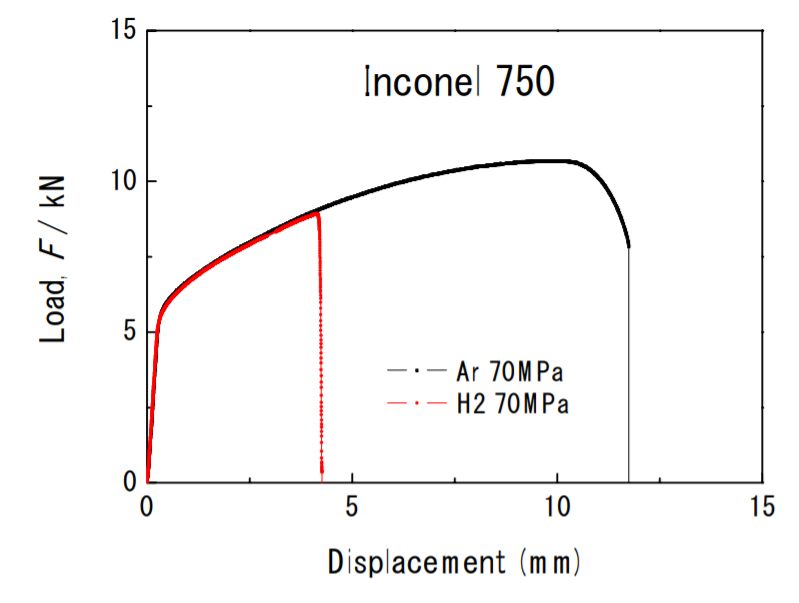 15
Inconel 750
10
Load, F / kN
5
Ar 70MPa
H2 70MPa
0
0 5 10 15
Displacement (mm)